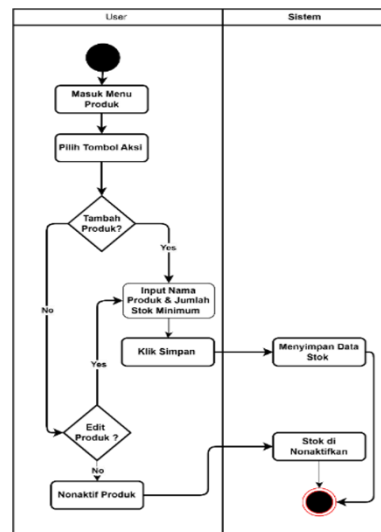 User
Sistem
Masuk Menu
Produk
Pilih Tombol Aksi
Tambah
Produk?
Yes
No
Input Nama
Produk & Jumlah
Stok Minimum
Klik Simpan
Menyimpan Data
Stok
Yes
Edit
Produk ?
No
Nonaktif Produk
Stok di
Nonaktifkan